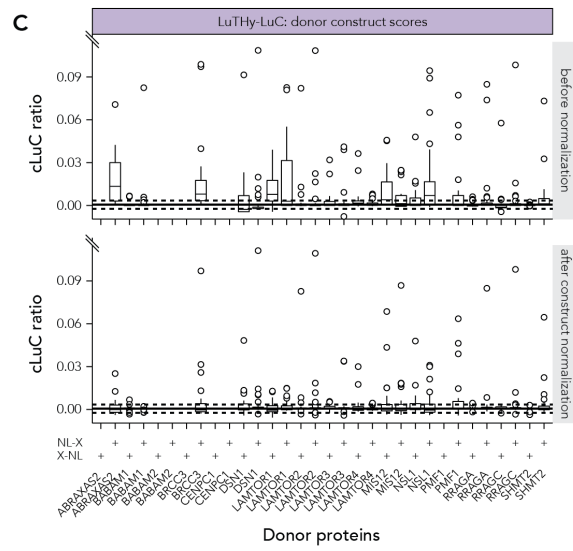 C
LuTHy-LuC: donor construct scores
cLuC ratio
0.09
0.06
0.03
0.00
before normalization
cLuC ratio
0.09
0.06
0.03
0.00
after construct normalization
NL-X + + + + + + + + + + + + + + + +
X-NL + + + + + + + + + + + + + + + +
ABRAXAS2
ABRAXAS2
BABAM1
BABAM1
BABAM2
BABAM2
BRCC3
BRCC3
CENPC1
CENPC1
DSN1
DSN1
LAMTOR1
LAMTOR1
LAMTOR2
LAMTOR2
LAMTOR3
LAMTOR3
LAMTOR4
LAMTOR4
MIS12
MIS12
NSL1
NSL1
PMF1
PMF1
RRAGA
RRAGA
RRAGC
RRAGC
SHMT2
SHMT2
Donor proteins